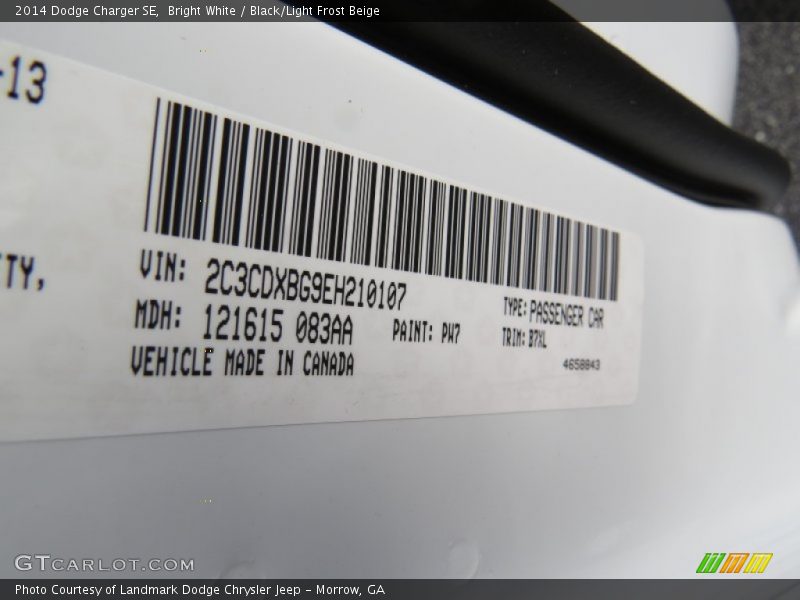 2014 Dodge Charger SE, Bright White / Black/Light Frost Beige
-13
TY,
VIN: 2C3CDXBG9EH210107
MDH: 121615 083AA
PAINT: PW7
TYPE: PASSENGER CAR
TRIM: B7XL
VEHICLE MADE IN CANADA
4658843
GTCARLOT.COM
Photo Courtesy of Landmark Dodge Chrysler Jeep - Morrow, GA